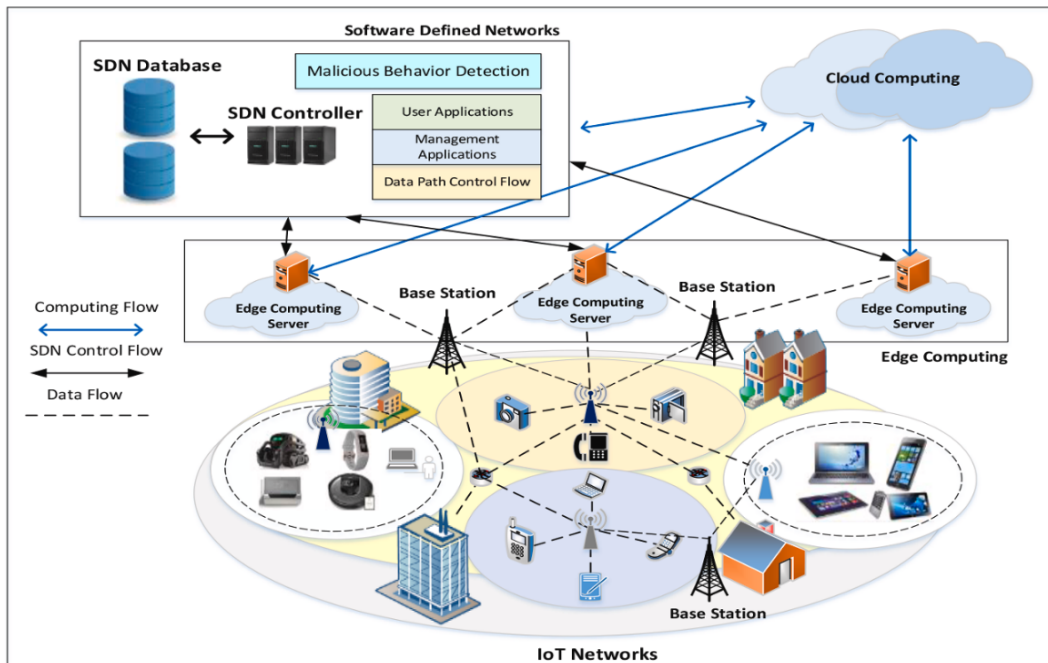 Software Defined Networks
SDN Database
Malicious Behavior Detection
SDN Controller
User Applications
Management
Applications
Data Path Control Flow
Cloud Computing
Edge Computing
Server
Base Station
Edge Computing
Server
Base Station
Edge Computing
Server
Edge Computing
Computing Flow
SDN Control Flow
Data Flow
Base Station
IoT Networks